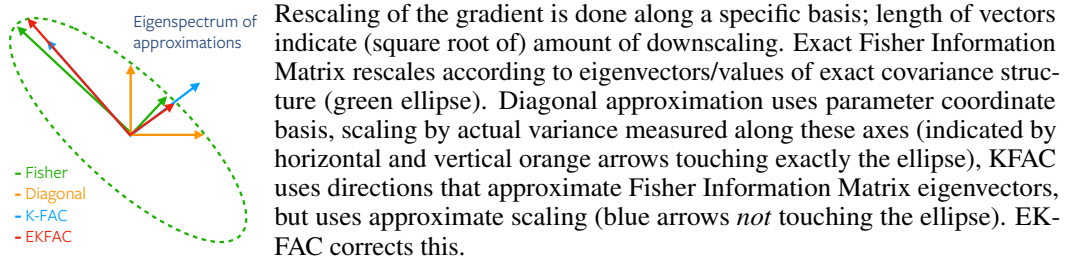 Eigenspectrum of
approximations
- Fisher
- Diagonal
- K-FAC
- EKFAC
Rescaling of the gradient is done along a specific basis; length of vectors
indicate (square root of) amount of downscaling. Exact Fisher Information
Matrix rescales according to eigenvectors/values of exact covariance struc-
ture (green ellipse). Diagonal approximation uses parameter coordinate
basis, scaling by actual variance measured along these axes (indicated by
horizontal and vertical orange arrows touching exactly the ellipse), KFAC
uses directions that approximate Fisher Information Matrix eigenvectors,
but uses approximate scaling (blue arrows not touching the ellipse). EK-
FAC corrects this.